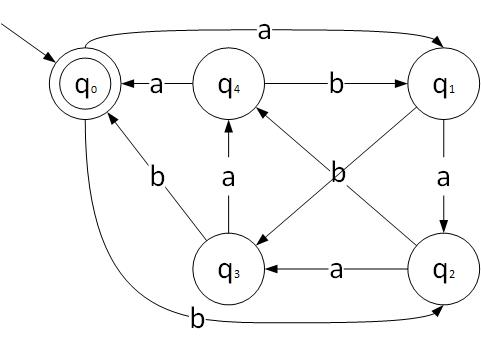 a
q₀ a q₄ b q₁
b a b a
q₃ a q₂
b